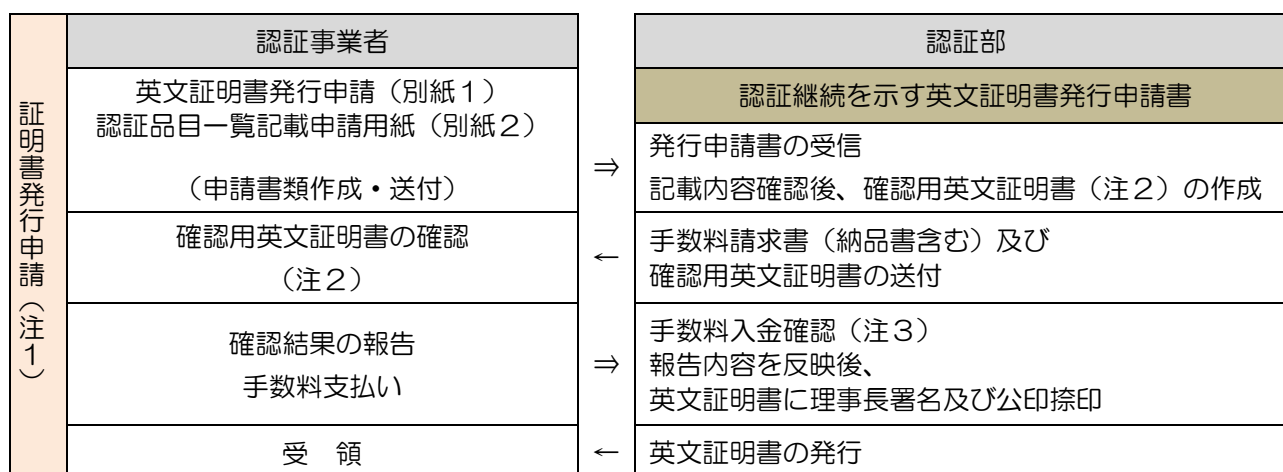 証明書発行申請（注１）
認証事業者
認証部
英文証明書発行申請（別紙１）
認証品目一覧記載申請用紙（別紙２）
（申請書類作成・送付）
⇒
認証継続を示す英文証明書発行申請書
発行申請書の受信
記載内容確認後、確認用英文証明書（注２）の作成
確認用英文証明書の確認
（注２）
←
手数料請求書（納品書含む）及び
確認用英文証明書の送付
確認結果の報告
手数料支払い
⇒
手数料入金確認（注３）
報告内容を反映後、
英文証明書に理事長署名及び公印捺印
受　領
←
英文証明書の発行